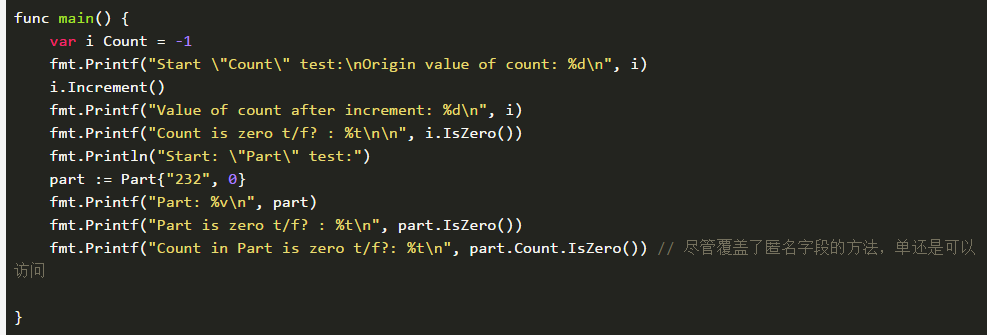 func main() {
    var i Count = -1
    fmt.Printf("Start \"Count\" test:\nOrigin value of count: %d\n", i)
    i.Increment()
    fmt.Printf("Value of count after increment: %d\n", i)
    fmt.Printf("Count is zero t/f? : %t\n\n", i.IsZero())
    fmt.Println("Start: \"Part\" test:")
    part := Part{"232", 0}
    fmt.Printf("Part: %v\n", part)
    fmt.Printf("Part is zero t/f? : %t\n", part.IsZero())
    fmt.Printf("Count in Part is zero t/f?: %t\n", part.Count.IsZero()) // 尽管覆盖了匿名字段的方法，单还是可以
访问
}